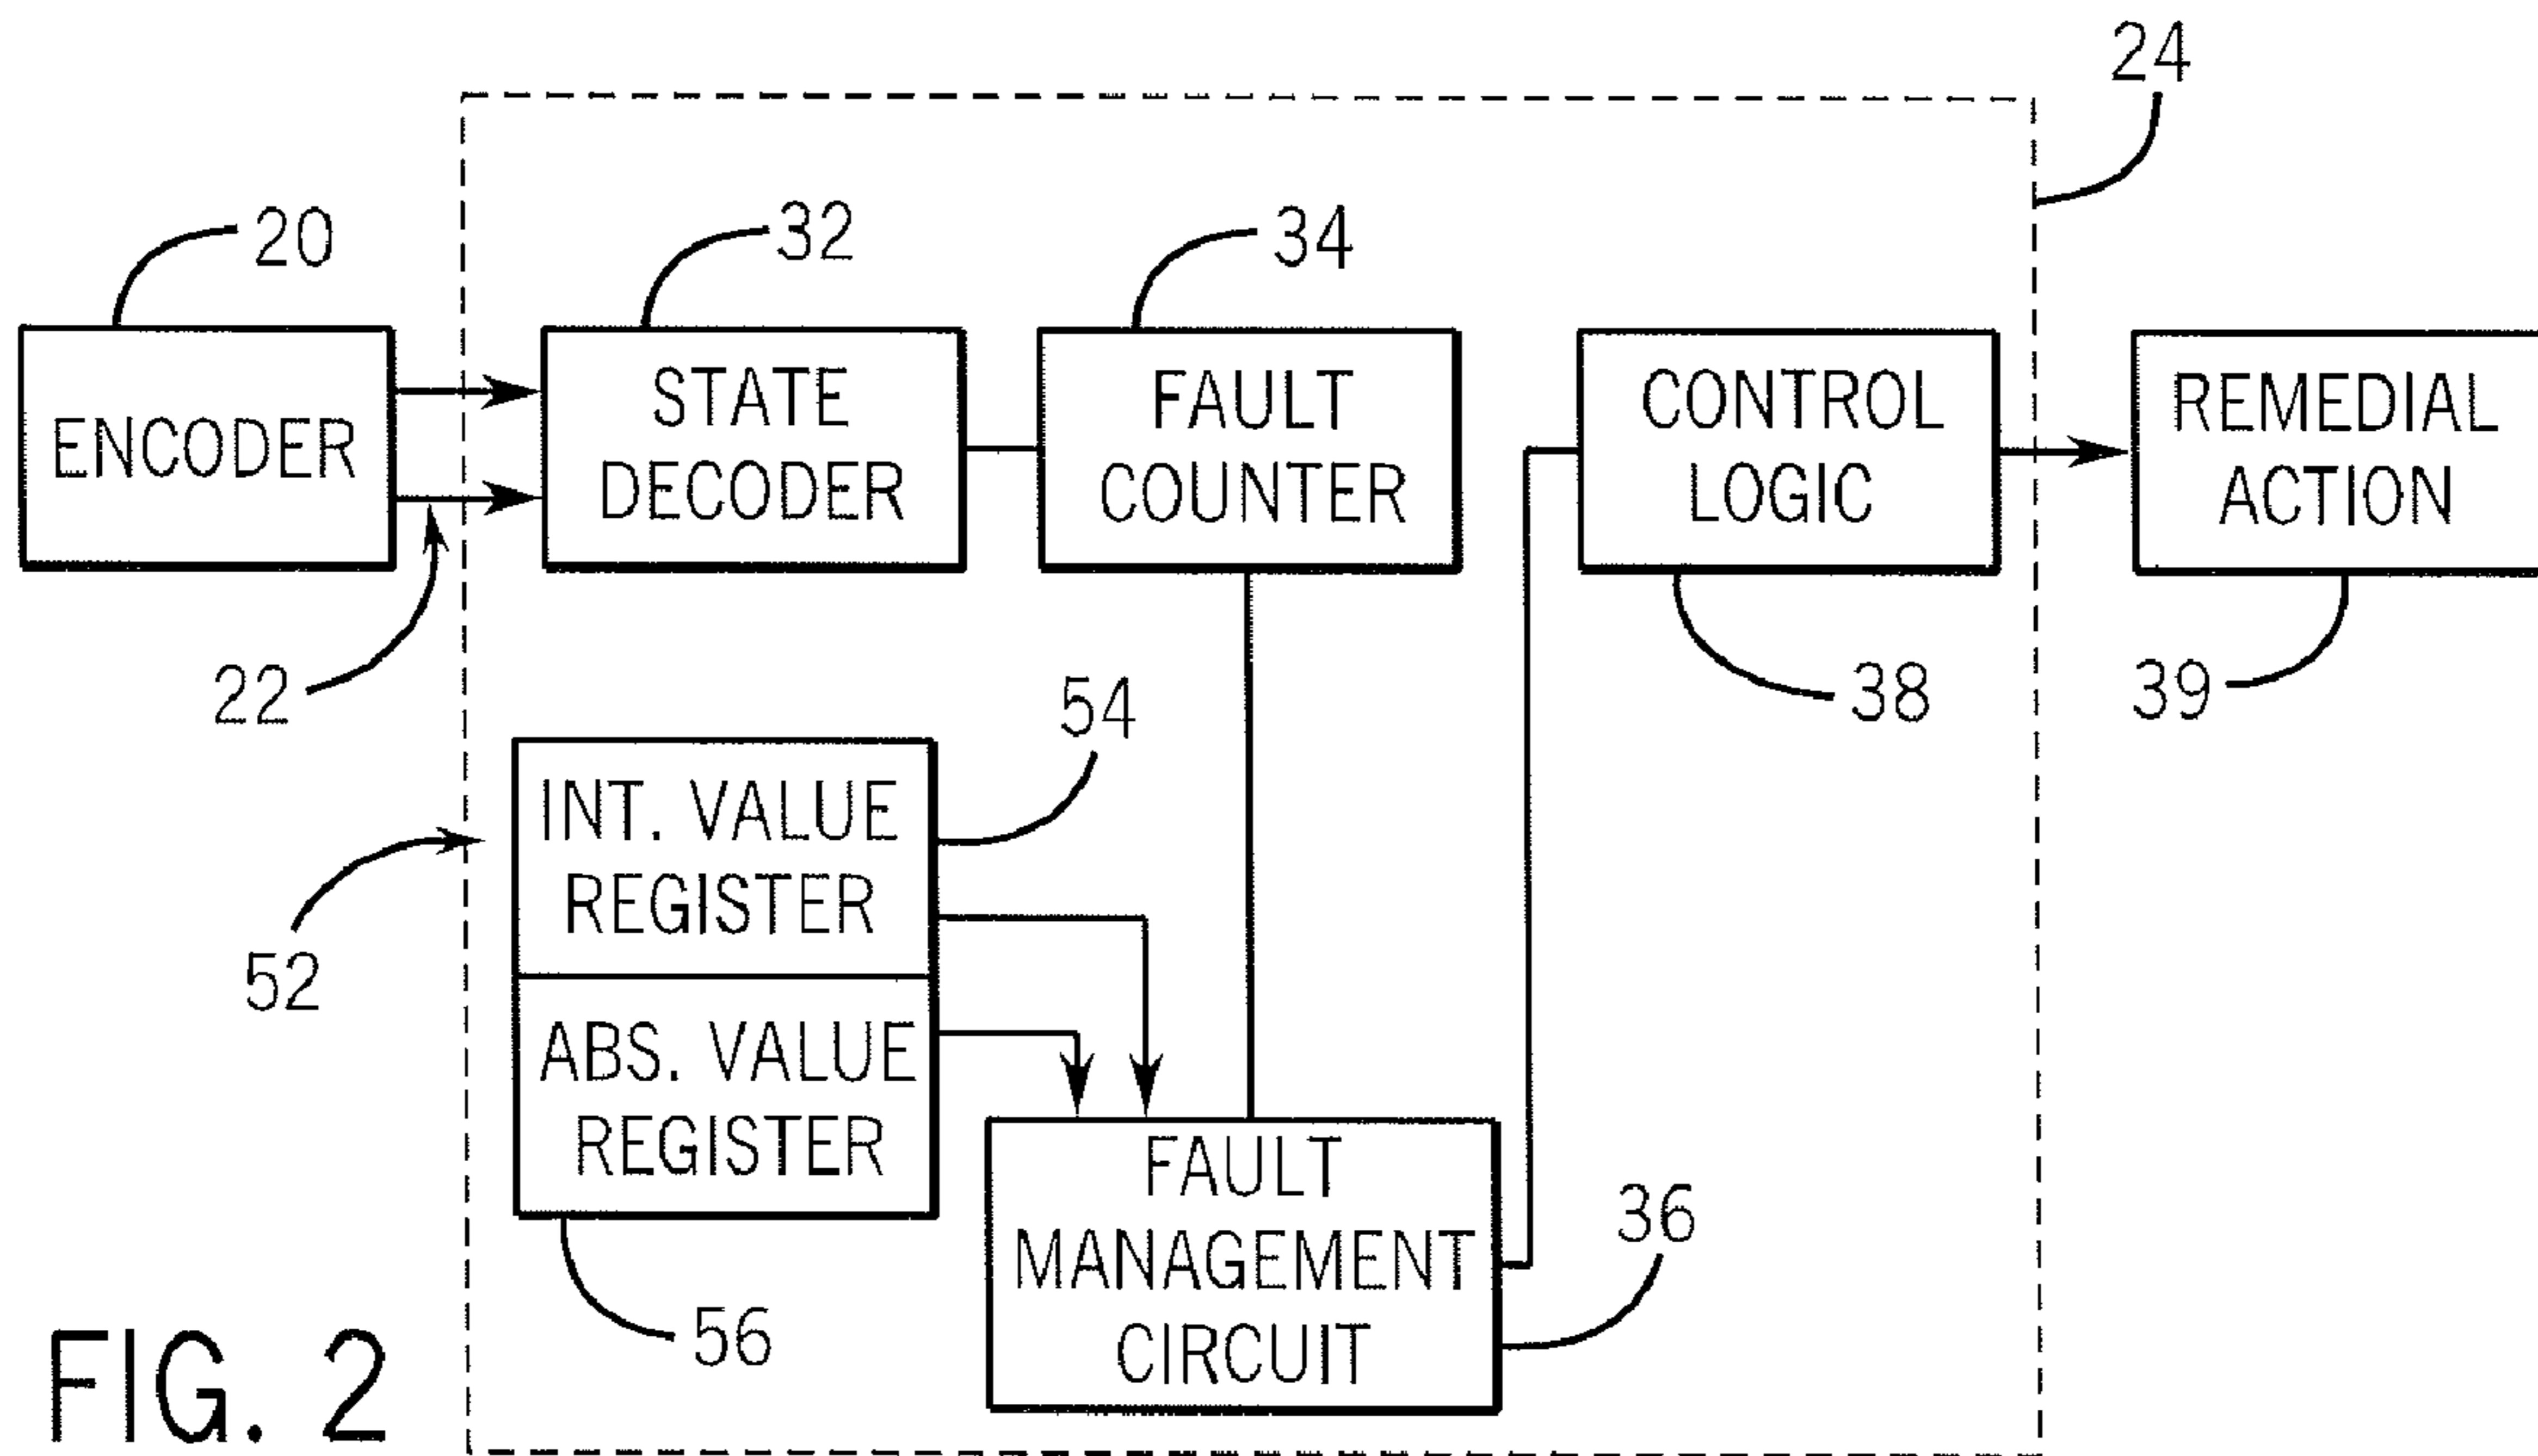 24
20
32
34
ENCODER
STATE
DECODER
FAULT
COUNTER
CONTROL
LOGIC
REMEDIAL
ACTION
22
54
38
39
INT. VALUE
REGISTER
52
ABS. VALUE
REGISTER
FAULT
MANAGEMENT
CIRCUIT
36
56
FIG. 2